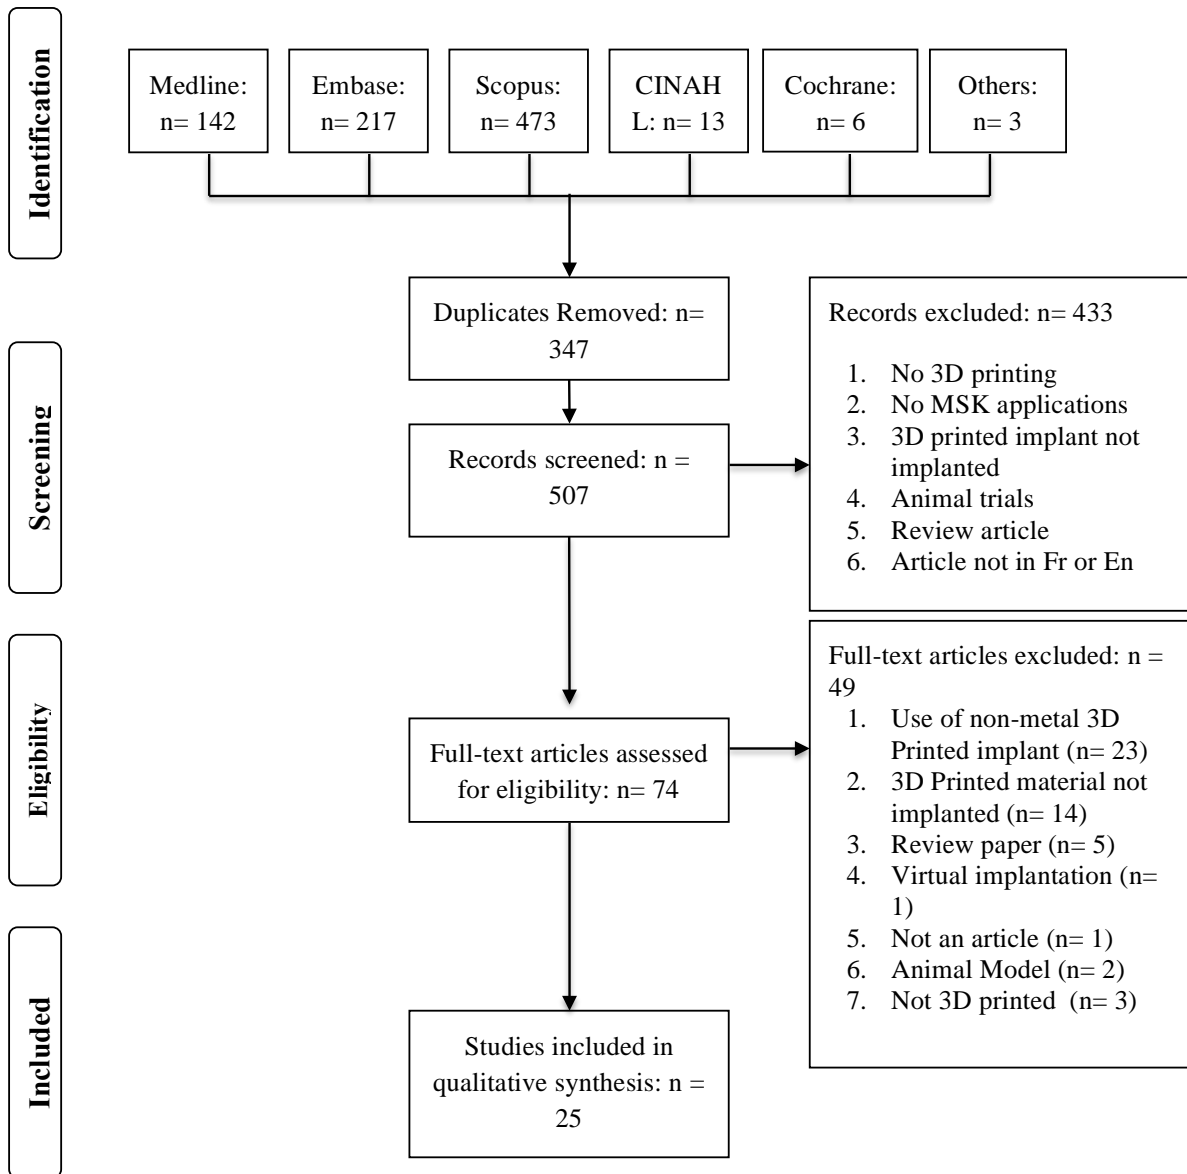 Identification
Medline:
n= 142
Embase:
n= 217
Scopus:
n= 473
CINAH
L: n= 13
Cochrane:
n= 6
Others:
n= 3
Duplicates Removed: n=
347
Screening
Records screened: n =
507
Records excluded: n= 433
1. No 3D printing
2. No MSK applications
3. 3D printed implant not
implanted
4. Animal trials
5. Review article
6. Article not in Fr or En
Eligibility
Full-text articles assessed
for eligibility: n= 74
Full-text articles excluded: n =
49
1. Use of non-metal 3D
Printed implant (n= 23)
2. 3D Printed material not
implanted (n= 14)
3. Review paper (n= 5)
4. Virtual implantation (n=
1)
5. Not an article (n= 1)
6. Animal Model (n= 2)
7. Not 3D printed (n= 3)
Included
Studies included in
qualitative synthesis: n =
25